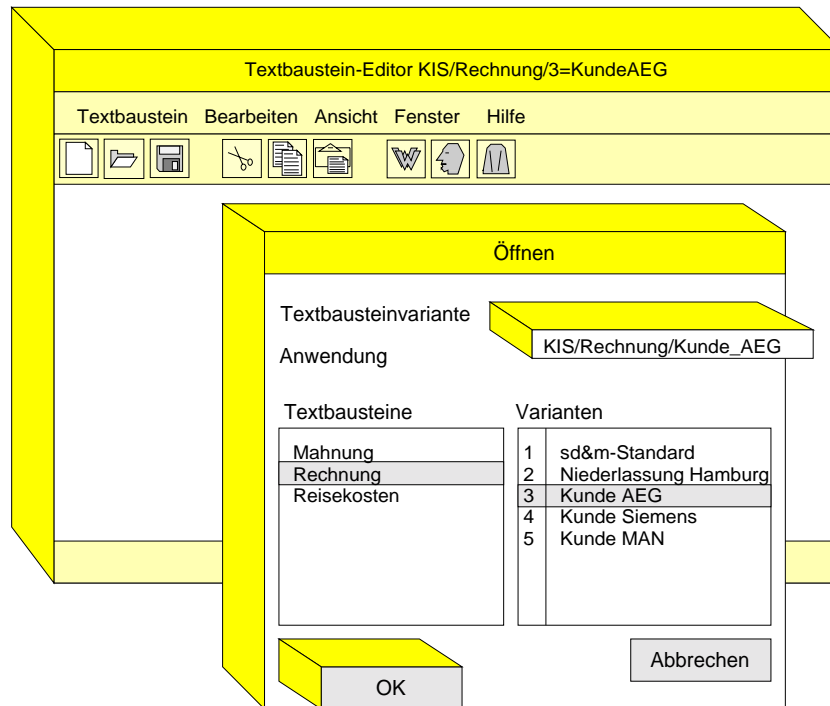 Textbaustein-Editor KIS/Rechnung/3=KundeAEG
Textbaustein Bearbeiten Ansicht Fenster Hilfe
Öffnen
Textbausteinvariante
KIS/Rechnung/Kunde_AEG
Anwendung
Textbausteine
Varianten
Mahnung
Rechnung
Reisekosten
1 sd&m-Standard
2 Niederlassung Hamburg
3 Kunde AEG
4 Kunde Siemens
5 Kunde MAN
OK
Abbrechen